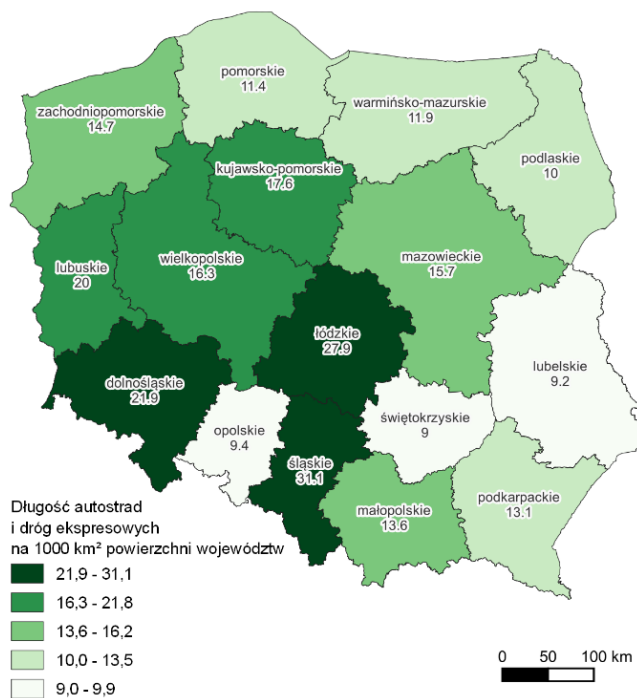 pomorskie
11.4
warmińsko-mazurskie
11.9
zachodniopomorskie
14.7
podlaskie
10
kujawsko-pomorskie
17.6
mazowieckie
15.7
wielkopolskie
16.3
lubuskie
20
łódzkie
27.9
lubelskie
9.2
dolnośląskie
21.9
opolskie
9.4
świętokrzyskie
9
śląskie
31.1
małopolskie
13.6
podkarpackie
13.1
Długość autostrad
i dróg ekspresowych
na 1000 km² powierzchni województw
21,9 - 31,1
16,3 - 21,8
13,6 - 16,2
10,0 - 13,5
9,0 - 9,9
0 50 100 km